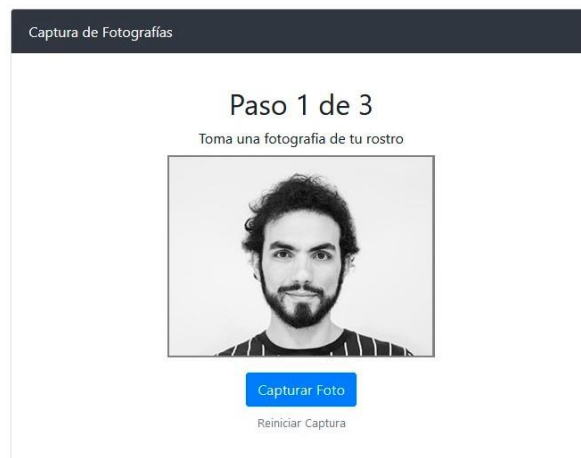 Captura de Fotografías
Paso 1 de 3
Toma una fotografia de tu rostro
Capturar Foto
Reiniciar Captura